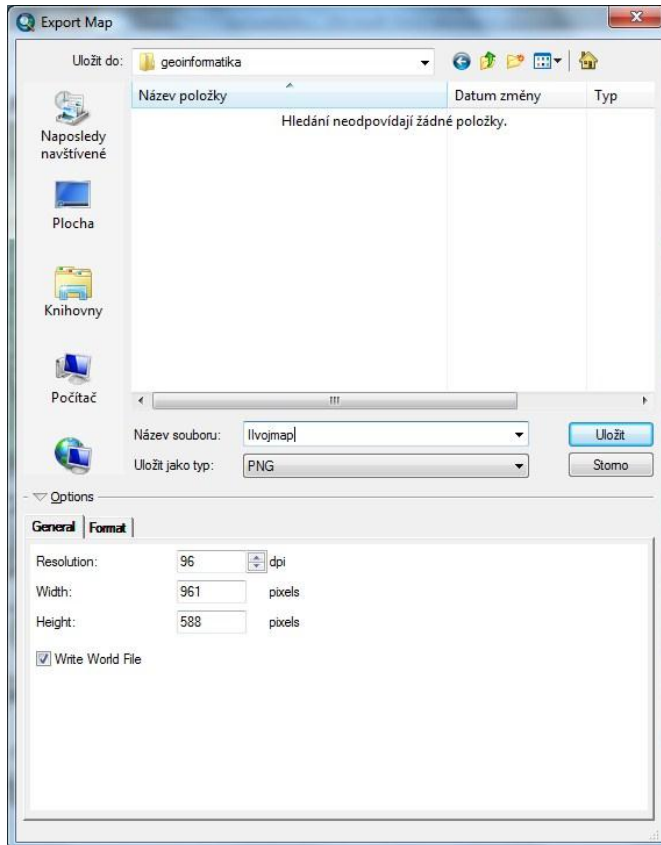 Export Map
Uložit do: geoinformatika
Název položky Datum změny Typ
Hledání neodpovídají žádné položky.
Naposledy navštívené
Plocha
Knihovny
Počítač
Název souboru: IIvojmap Uložit
Uložit jako typ: PNG Storno
Options
General Format
Resolution: 96 dpi
Width: 961 pixels
Height: 588 pixels
Write World File